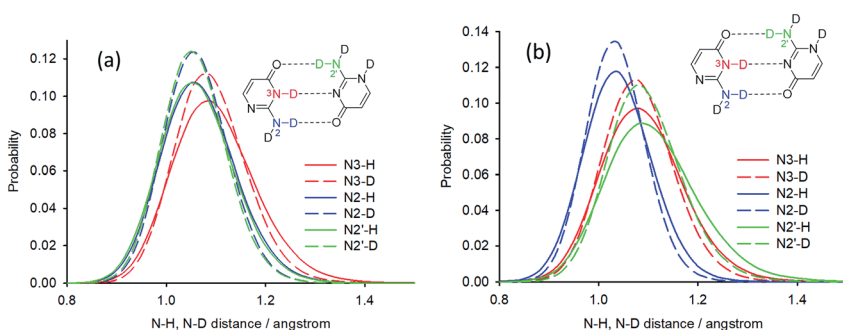 (a)
Probability
0.12
0.10
0.08
0.06
0.04
0.02
0.00
0.8
1.0
1.2
1.4
N-H, N-D distance / angstrom
O
D
D-N
2'
D
N
3
N-D
N
N
N
2
N-D
D
O
N3-H
N3-D
N2-H
N2-D
N2'-H
N2'-D
(b)
Probability
0.14
0.12
0.10
0.08
0.06
0.04
0.02
0.00
0.8
1.0
1.2
1.4
N-H, N-D distance / angstrom
O
D
D-N
2'
D
N
3
N-D
N
N
N
2
N-D
D
O
N3-H
N3-D
N2-H
N2-D
N2'-H
N2'-D